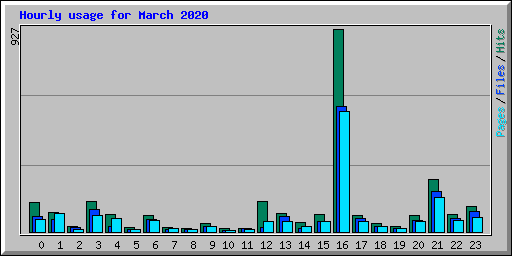 Hourly usage for March 2020
927
Pages/Files/Hits
0 1 2 3 4 5 6 7 8 9 10 11 12 13 14 15 16 17 18 19 20 21 22 23